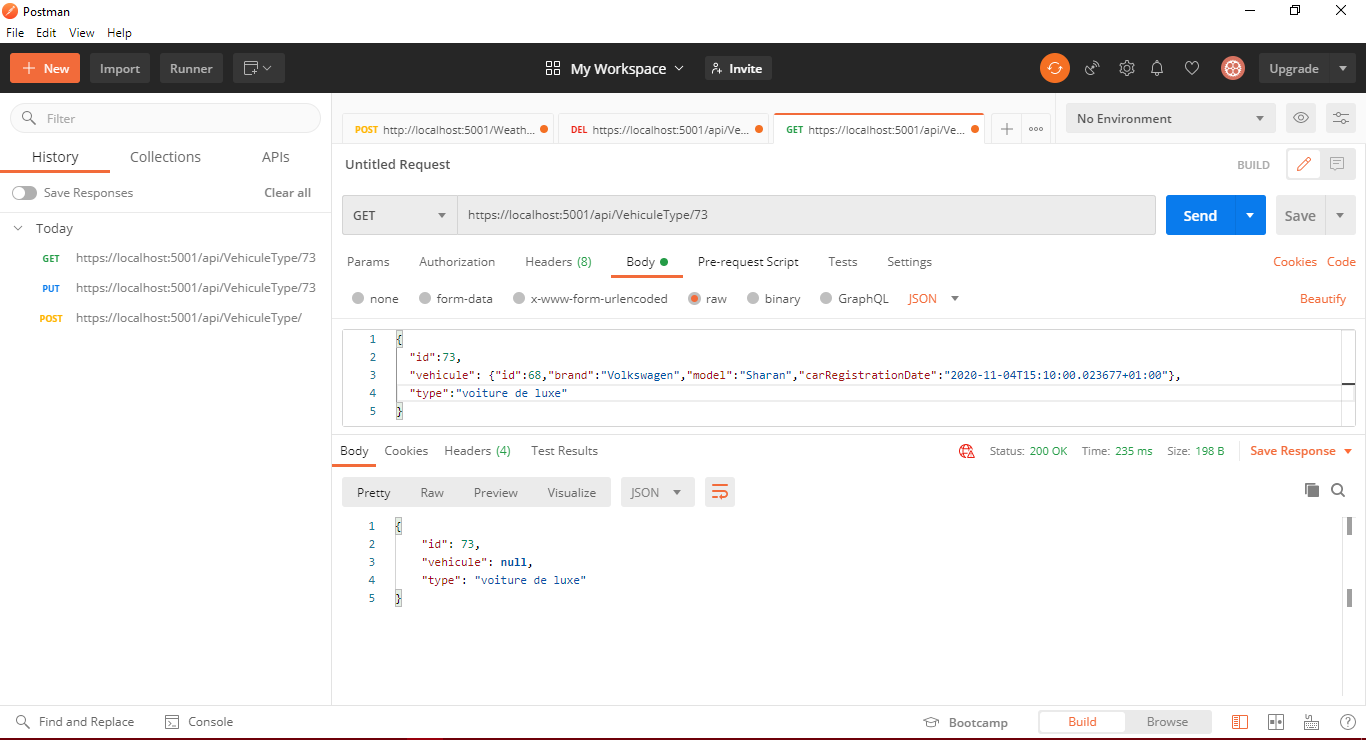 Postman
File Edit View Help
New Import Runner My Workspace Invite Upgrade
Filter
History Collections APIs
Save Responses Clear all
Today
GET https://localhost:5001/api/VehiculeType/73
PUT https://localhost:5001/api/VehiculeType/73
POST https://localhost:5001/api/VehiculeType/
POST http://localhost:5001/Weath... DEL https://localhost:5001/api/Ve... GET https://localhost:5001/api/Ve... No Environment
Untitled Request BUILD
GET https://localhost:5001/api/VehiculeType/73 Send Save
Params Authorization Headers (8) Body Pre-request Script Tests Settings Cookies Code
none form-data x-www-form-urlencoded raw binary GraphQL JSON Beautify
1 {
2 "id":73,
3 "vehicule": {"id":68,"brand":"Volkswagen","model":"Sharan","carRegistrationDate":"2020-11-04T15:10:00.023677+01:00"},
4 "type":"voiture de luxe"
5 }
Body Cookies Headers (4) Test Results Status: 200 OK Time: 235 ms Size: 198 B Save Response
Pretty Raw Preview Visualize JSON
1 {
2 "id": 73,
3 "vehicule": null,
4 "type": "voiture de luxe"
5 }
Find and Replace Console Bootcamp Build Browse